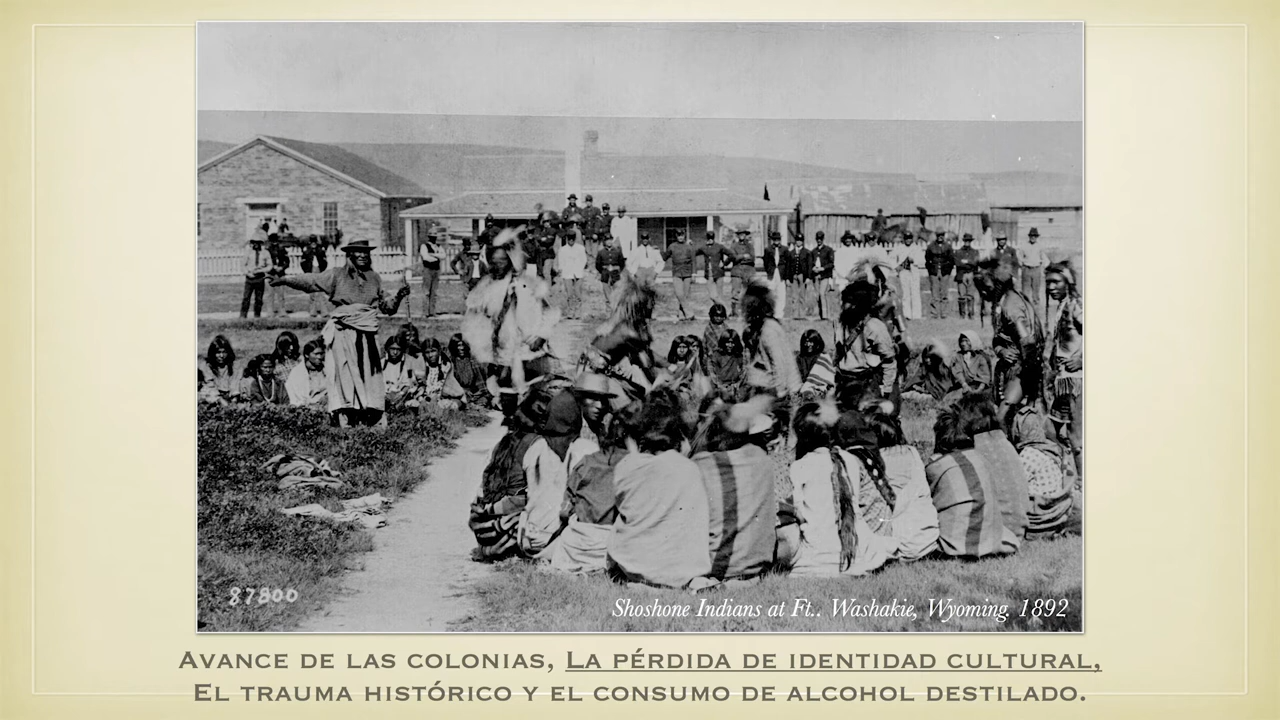 87800
Shoshone Indians at Ft.. Washakie, Wyoming, 1892
Avance de las colonias, La pérdida de identidad cultural,
El trauma histórico y el consumo de alcohol destilado.